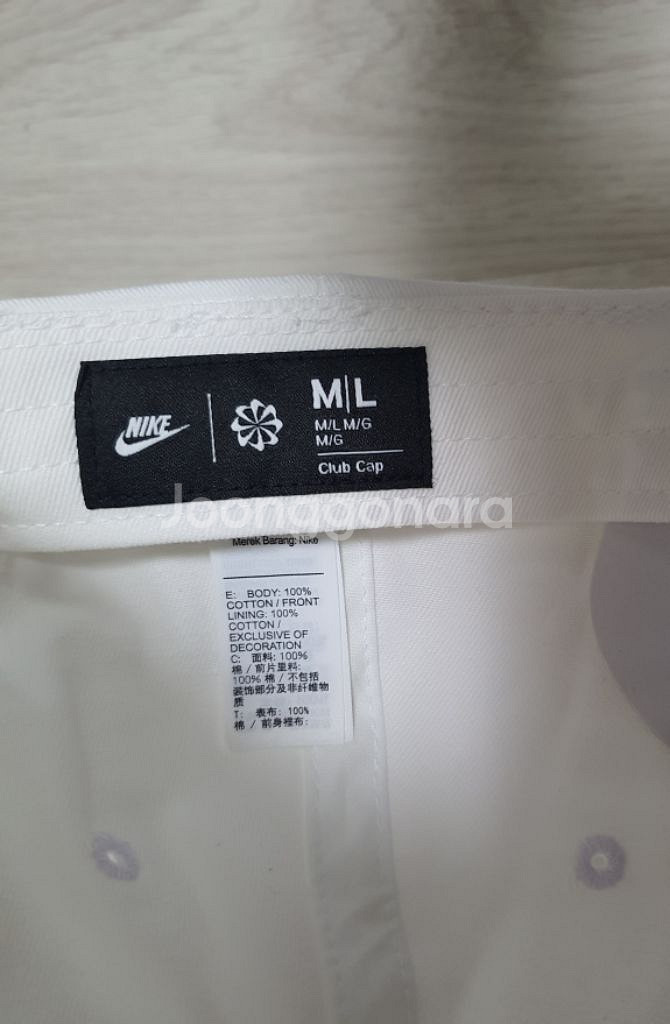 NIKE
M|L
M/L M/G
M/G
Club Cap
Joonggonara
Merek Barang: Nike
E: BODY: 100%
COTTON / FRONT
LINING: 100%
COTTON /
EXCLUSIVE OF
DECORATION
C: 面料: 100%
棉 / 前片里料:
100% 棉 / 不包括
装饰部分及非纤维物
质
T: 表布: 100%
棉 / 前身裡布: